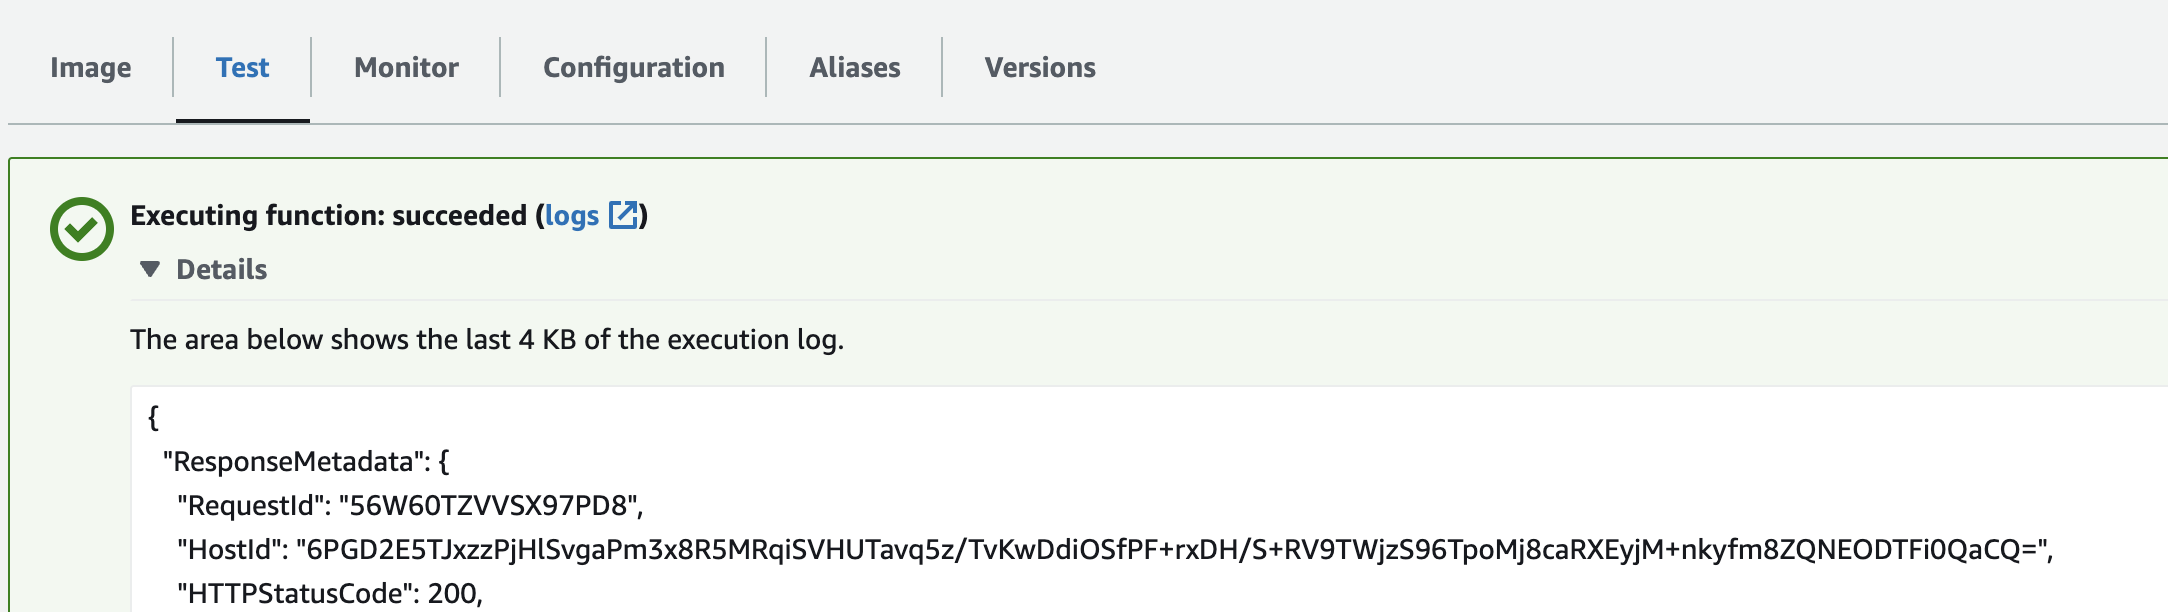 Image Test Monitor Configuration Aliases Versions
Executing function: succeeded (logs)
Details
The area below shows the last 4 KB of the execution log.
{
"ResponseMetadata": {
"RequestId": "56W60TZVVSX97PD8",
"HostId": "6PGD2E5TJxzzPjHlSvgaPm3x8R5MRqiSVHUTavq5z/TvKwDdiOSfPF+rxDH/S+RV9TWjzS96TpoMj8caRXEyjM+nkyfm8ZQNEODTFi0QaCQ=",
"HTTPStatusCode": 200,